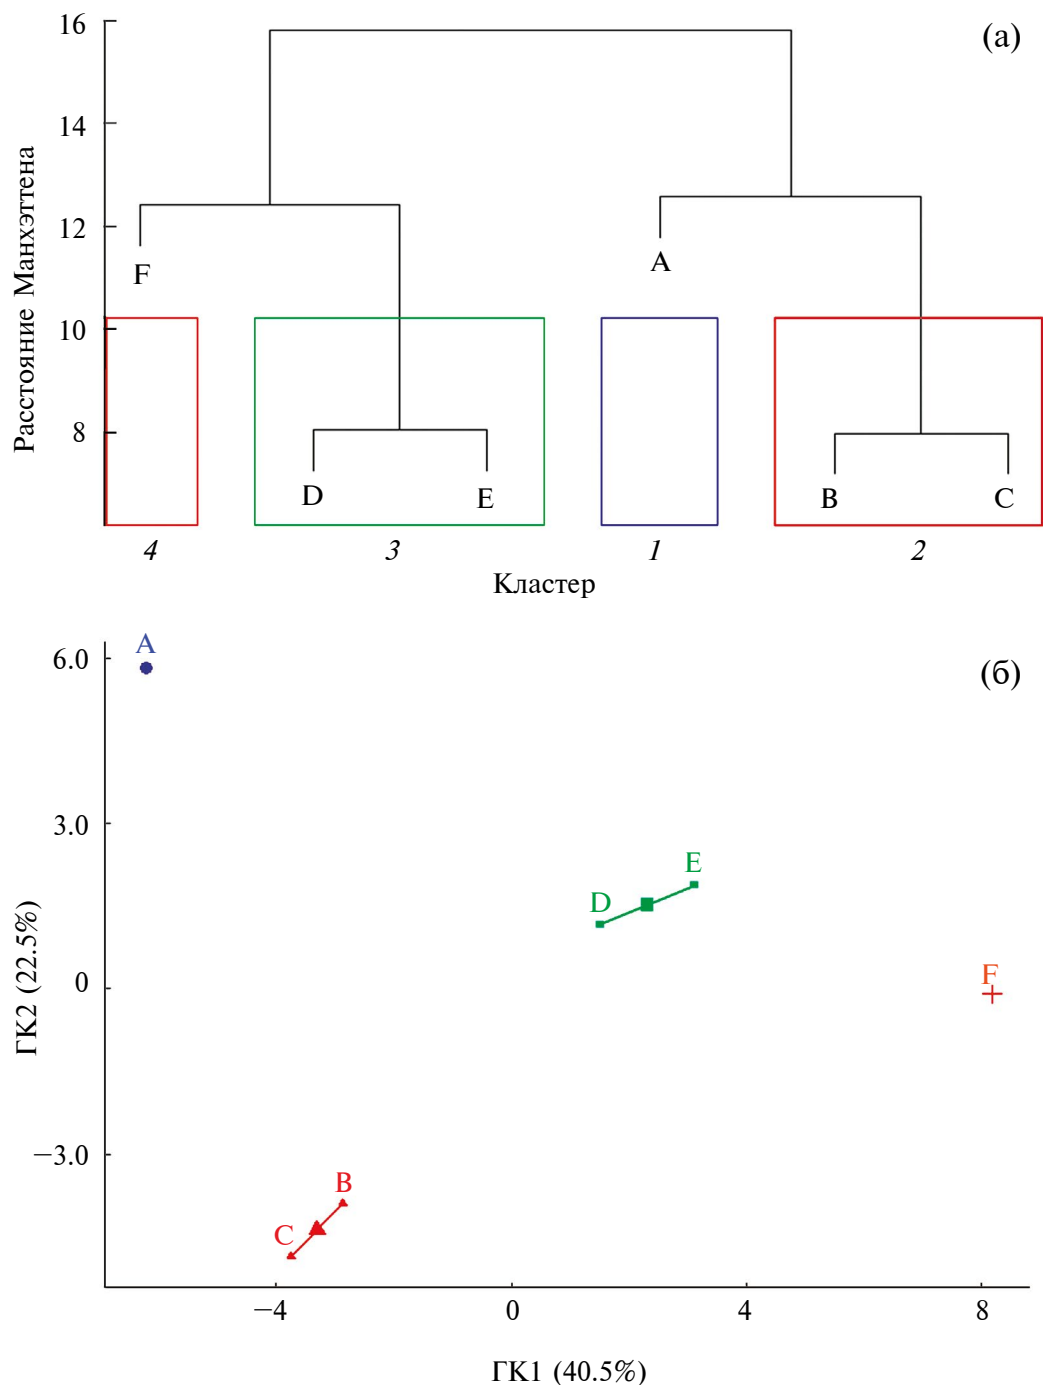 16
(а)
14
12
10
8
Расстояние Манхэттена
F
A
D
E
B
C
4
3
1
2
Кластер
A
6.0
(б)
3.0
E
D
0
F
−3.0
B
C
ГК2 (22.5%)
−4
0
4
8
ГК1 (40.5%)